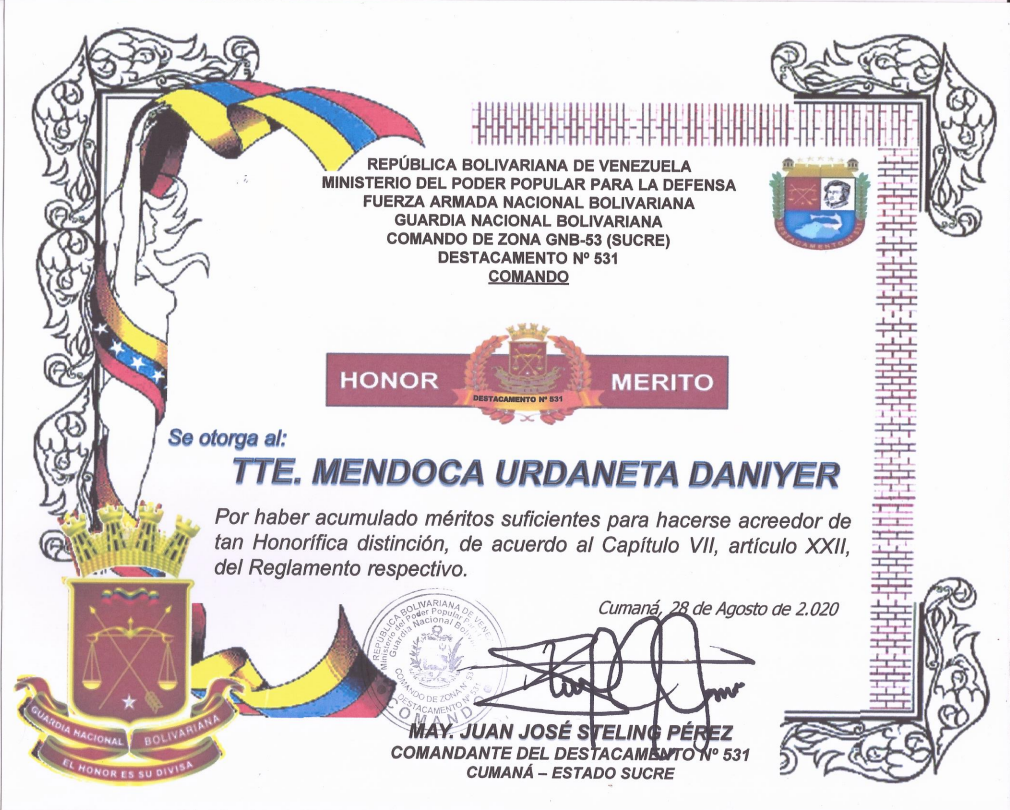 REPÚBLICA BOLIVARIANA DE VENEZUELA
MINISTERIO DEL PODER POPULAR PARA LA DEFENSA
FUERZA ARMADA NACIONAL BOLIVARIANA
GUARDIA NACIONAL BOLIVARIANA
COMANDO DE ZONA GNB-53 (SUCRE)
DESTACAMENTO Nº 531
COMANDO
DESTACAMENTO Nº 531
HONOR
DESTACAMENTO Nº 531
MERITO
Se otorga al:
TTE. MENDOCA URDANETA DANIYER
Por haber acumulado méritos suficientes para hacerse acreedor de
tan Honorífica distinción, de acuerdo al Capítulo VII, artículo XXII,
del Reglamento respectivo.
Cumaná, 28 de Agosto de 2.020
REPÚBLICA BOLIVARIANA DE VENE
Ministerio del Poder Popular
Guardia Nacional
COMANDO DE ZONA Nº 53
DESTACAMENTO Nº 531
COMANDO
MAY. JUAN JOSÉ STELING PÉREZ
COMANDANTE DEL DESTACAMENTO Nº 531
CUMANÁ – ESTADO SUCRE
GUARDIA NACIONAL BOLIVARIANA
EL HONOR ES SU DIVISA